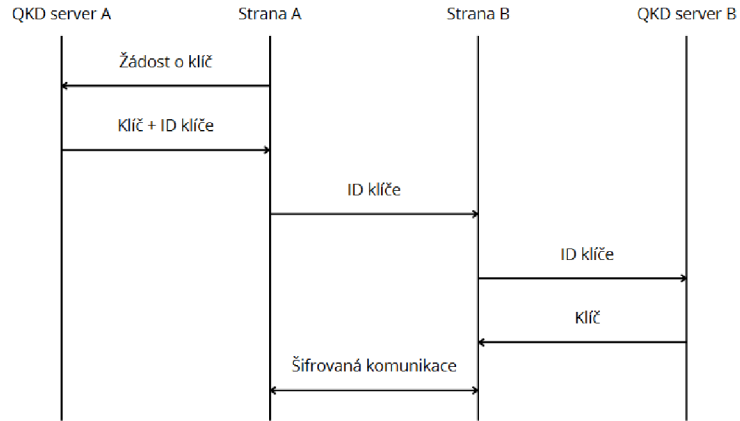 QKD server A
Strana A
Strana B
QKD server B
Žádost o klíč
Klíč + ID klíče
ID klíče
ID klíče
Klíč
Šifrovaná komunikace